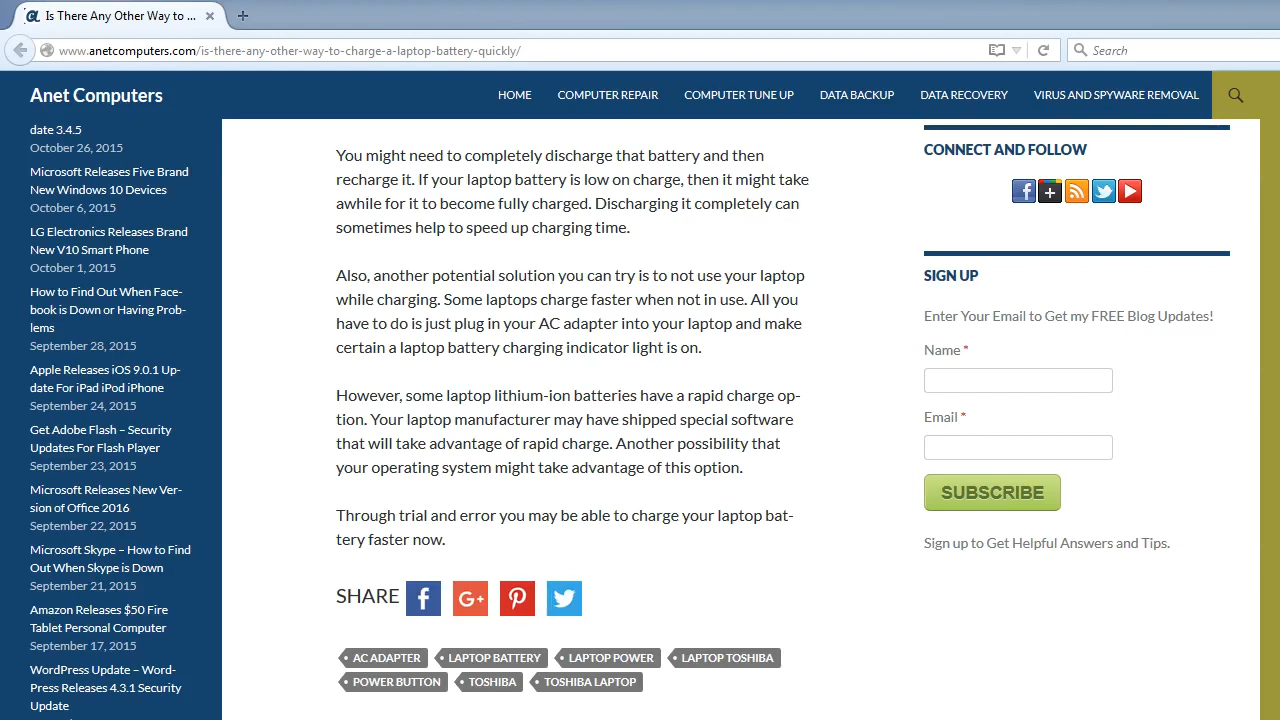 Is There Any Other Way to ...
www.anetcomputers.com/is-there-any-other-way-to-charge-a-laptop-battery-quickly/
Search
Anet Computers
HOME
COMPUTER REPAIR
COMPUTER TUNE UP
DATA BACKUP
DATA RECOVERY
VIRUS AND SPYWARE REMOVAL
date 3.4.5
October 26, 2015
Microsoft Releases Five Brand
New Windows 10 Devices
October 6, 2015
LG Electronics Releases Brand
New V10 Smart Phone
October 1, 2015
How to Find Out When Face-
book is Down or Having Prob-
lems
September 28, 2015
Apple Releases iOS 9.0.1 Up-
date For iPad iPod iPhone
September 24, 2015
Get Adobe Flash – Security
Updates For Flash Player
September 23, 2015
Microsoft Releases New Ver-
sion of Office 2016
September 22, 2015
Microsoft Skype – How to Find
Out When Skype is Down
September 21, 2015
Amazon Releases $50 Fire
Tablet Personal Computer
September 17, 2015
WordPress Update – Word-
Press Releases 4.3.1 Security
Update
You might need to completely discharge that battery and then
recharge it. If your laptop battery is low on charge, then it might take
awhile for it to become fully charged. Discharging it completely can
sometimes help to speed up charging time.
Also, another potential solution you can try is to not use your laptop
while charging. Some laptops charge faster when not in use. All you
have to do is just plug in your AC adapter into your laptop and make
certain a laptop battery charging indicator light is on.
However, some laptop lithium-ion batteries have a rapid charge op-
tion. Your laptop manufacturer may have shipped special software
that will take advantage of rapid charge. Another possibility that
your operating system might take advantage of this option.
Through trial and error you may be able to charge your laptop bat-
tery faster now.
SHARE
AC ADAPTER
LAPTOP BATTERY
LAPTOP POWER
LAPTOP TOSHIBA
POWER BUTTON
TOSHIBA
TOSHIBA LAPTOP
CONNECT AND FOLLOW
SIGN UP
Enter Your Email to Get my FREE Blog Updates!
Name *
Email *
SUBSCRIBE
Sign up to Get Helpful Answers and Tips.